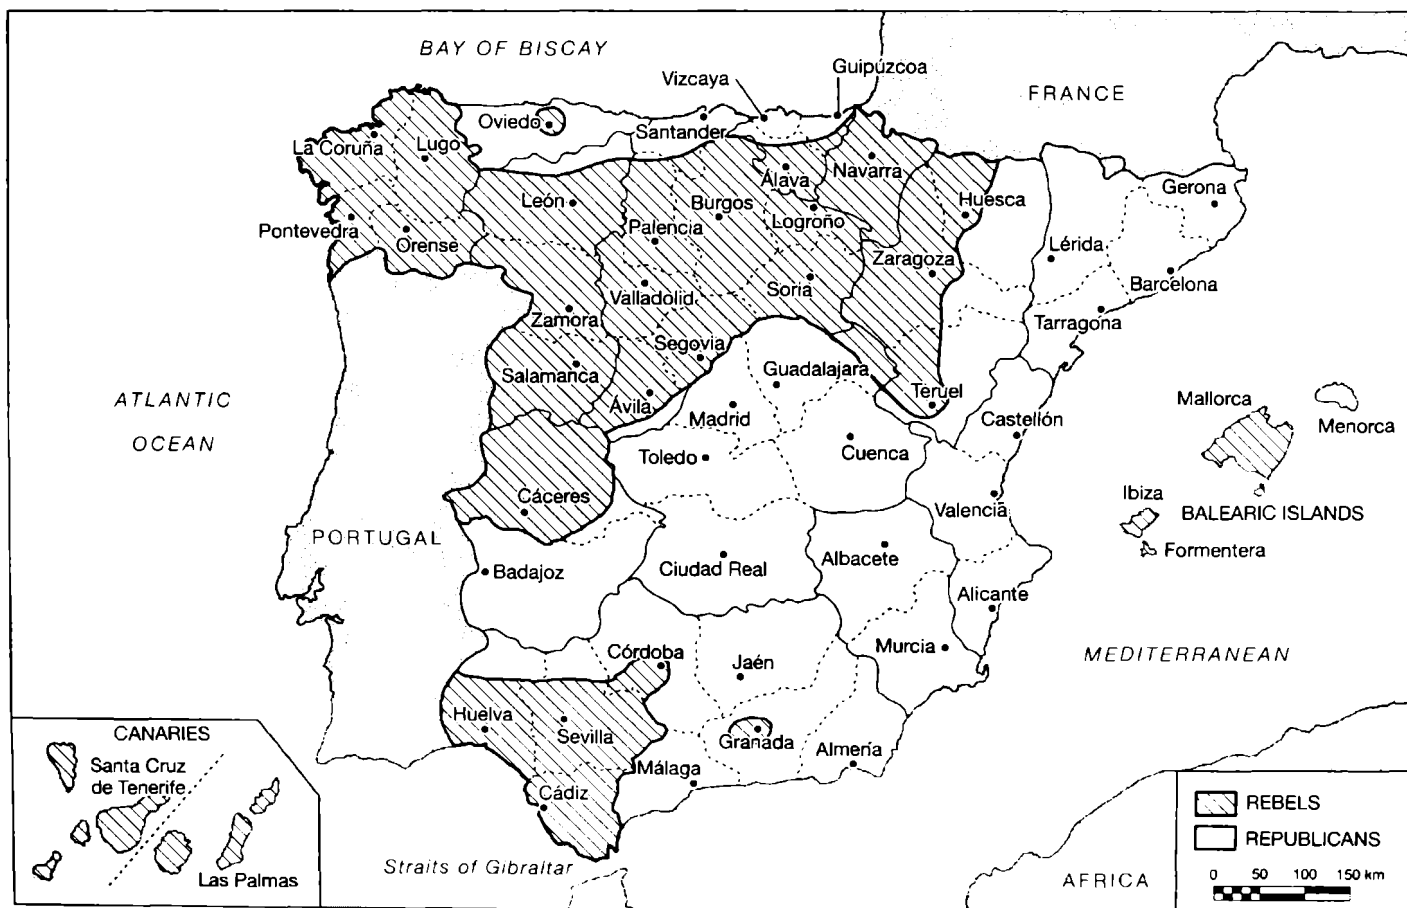 BAY OF BISCAY
Vizcaya
Guipúzcoa
FRANCE
Oviedo
Santander
La Coruña
Lugo
Álava
Navarra
León
Burgos
Huesca
Gerona
Pontevedra
Orense
Palencia
Logroño
Lérida
Zaragoza
Barcelona
Valladolid
Soria
Zamora
Tarragona
Segovia
Salamanca
Guadalajara
Ávila
Madrid
Teruel
Castellón
Mallorca
Menorca
ATLANTIC
OCEAN
Toledo
Cuenca
Cáceres
Valencia
Ibiza
BALEARIC ISLANDS
Formentera
PORTUGAL
Badajoz
Ciudad Real
Albacete
Alicante
Córdoba
Jaén
Murcia
MEDITERRANEAN
Huelva
Sevilla
Granada
Almería
Málaga
Cádiz
Straits of Gibraltar
AFRICA
CANARIES
Santa Cruz
de Tenerife
Las Palmas
REBELS
REPUBLICANS
0 50 100 150 km